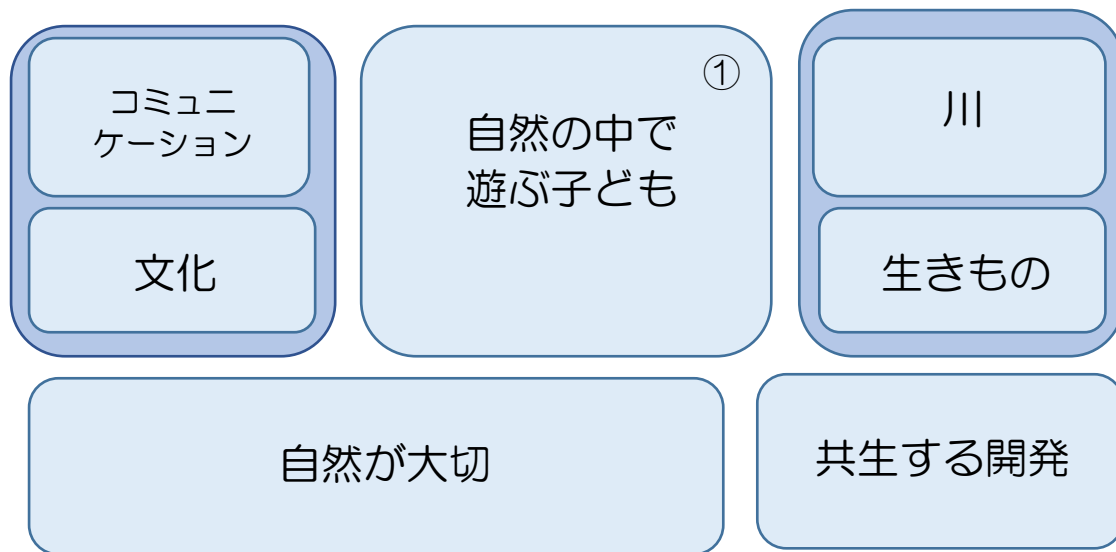 コミュニ
ケーション
文化
①
自然の中で
遊ぶ子ども
川
生きもの
自然が大切
共生する開発